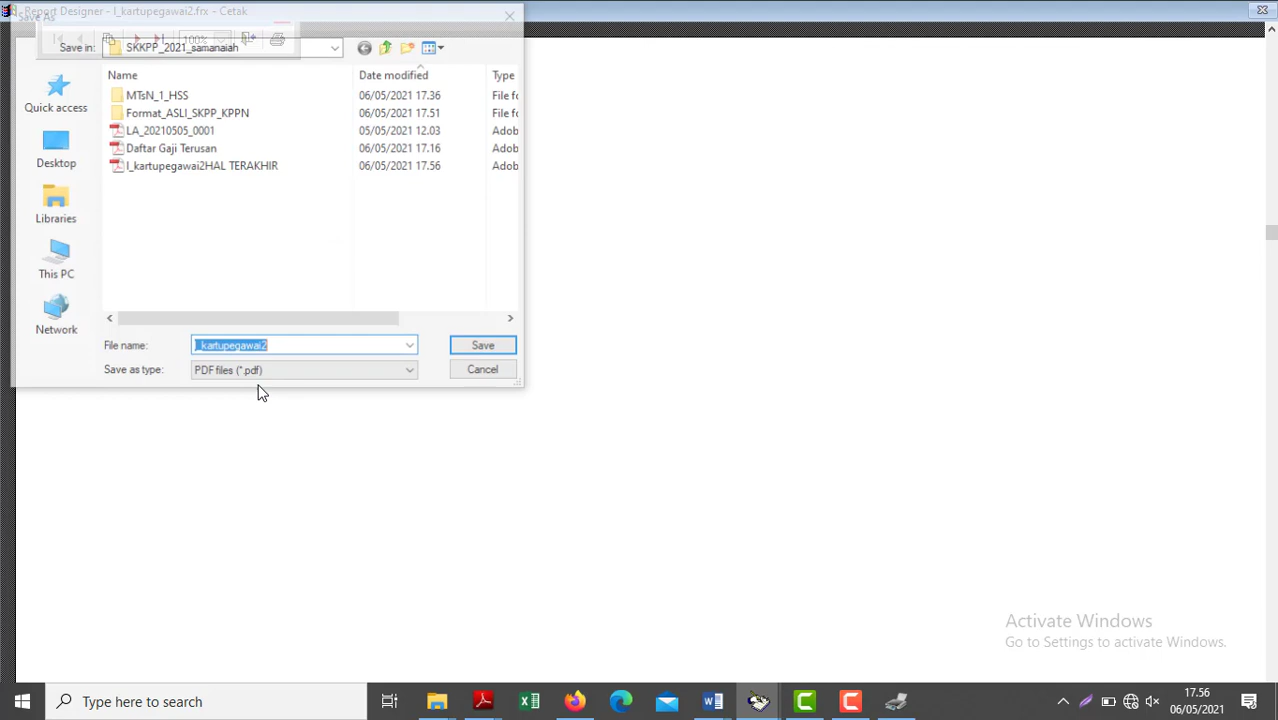 Report Designer - l_kartupegawai2.frx - Cetak
Save As
100%
Save in:
SKKPP_2021_samanaiah
Name
Date modified
Type
MTsN_1_HSS
06/05/2021 17.36
File fo
Format_ASLI_SKPP_KPPN
06/05/2021 17.51
File fo
LA_20210505_0001
05/05/2021 12.03
Adob
Daftar Gaji Terusan
06/05/2021 17.16
Adob
l_kartupegawai2HAL TERAKHIR
06/05/2021 17.56
Adob
Quick access
Desktop
Libraries
This PC
Network
File name:
l_kartupegawai2
Save
Save as type:
PDF files (*.pdf)
Cancel
Activate Windows
Go to Settings to activate Windows.
Type here to search
17.56
06/05/2021